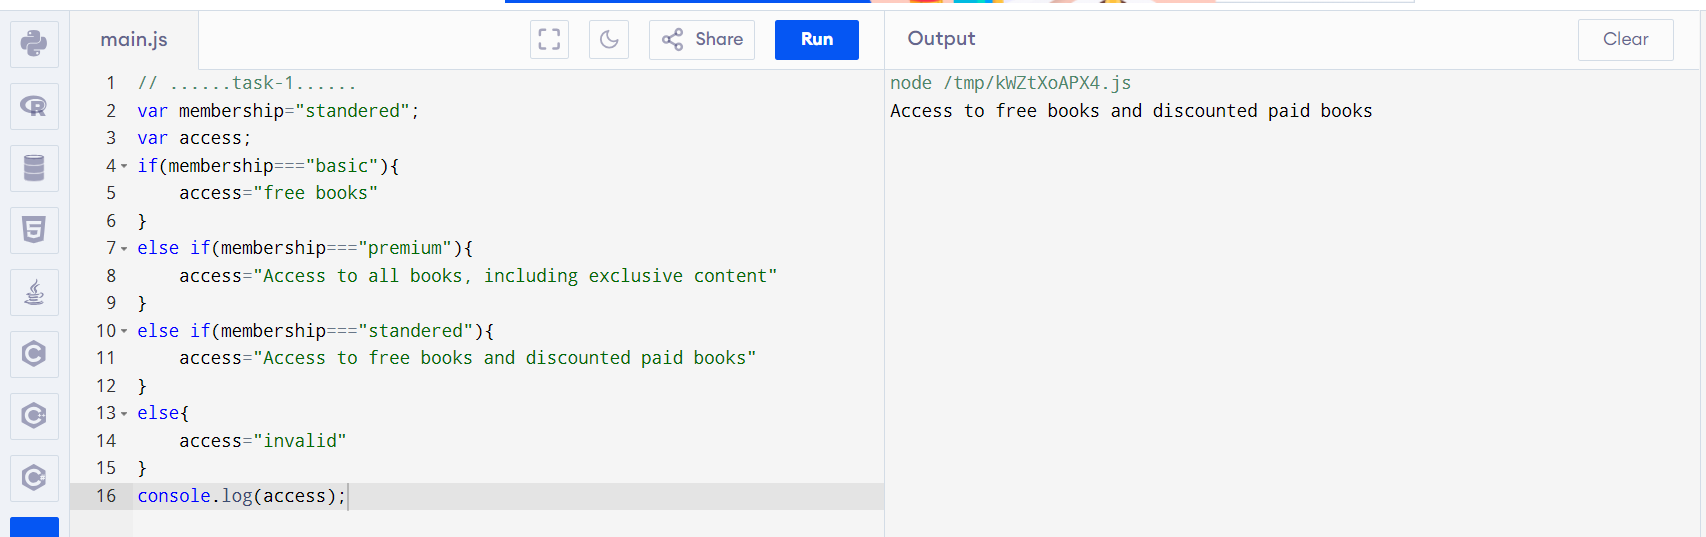 main.js
Share
Run
Output
Clear
1 // ......task-1......
2 var membership="standered";
3 var access;
4 if(membership==="basic"){
5     access="free books"
6 }
7 else if(membership==="premium"){
8     access="Access to all books, including exclusive content"
9 }
10 else if(membership==="standered"){
11     access="Access to free books and discounted paid books"
12 }
13 else{
14     access="invalid"
15 }
16 console.log(access);
node /tmp/kWZtXoAPX4.js
Access to free books and discounted paid books